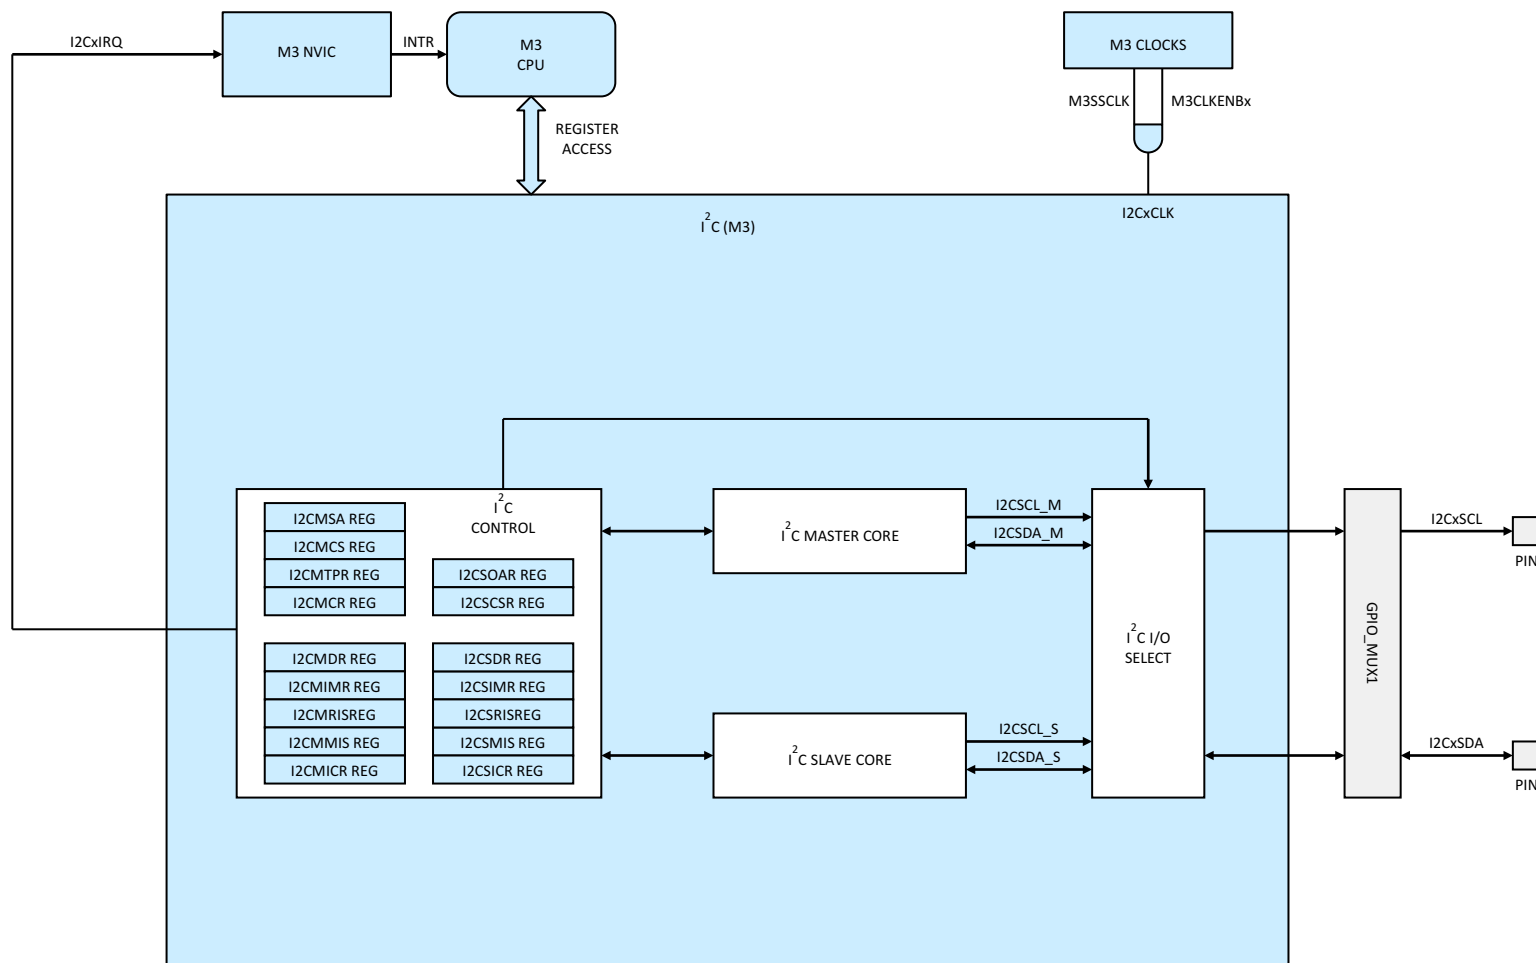 I2CxIRQ
M3 NVIC
INTR
M3
CPU
M3 CLOCKS
M3SSCLK
M3CLKENBx
REGISTER
ACCESS
I2CxCLK
I²C (M3)
I²C
CONTROL
I2CMSA REG
I2CMCS REG
I2CMTPR REG
I2CMCR REG
I2CSOAR REG
I2CSCSR REG
I2CMDR REG
I2CMIMR REG
I2CMRISREG
I2CMMIS REG
I2CMICR REG
I2CSDR REG
I2CSIMR REG
I2CSRISREG
I2CSMIS REG
I2CSICR REG
I²C MASTER CORE
I2CSCL_M
I2CSDA_M
I²C SLAVE CORE
I2CSCL_S
I2CSDA_S
I²C I/O
SELECT
GPIO_MUX1
I2CxSCL
PIN
I2CxSDA
PIN